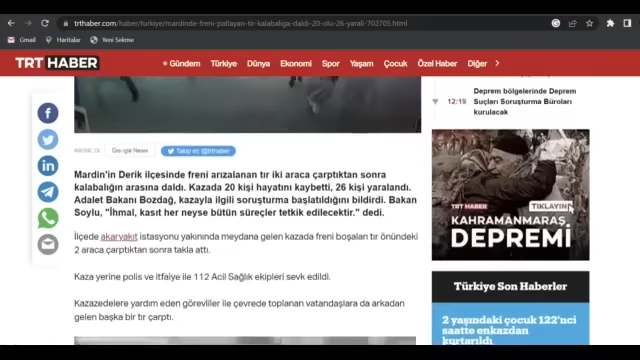 trthaber.com/haber/turkiye/mardinde-freni-patlayan-tir-kalabaliga-daldi-20-olu-26-yarali-702705.html
Gmail Haritalar Yeni Sekme
TRT HABER Gündem Türkiye Dünya Ekonomi Spor Yaşam Çocuk Özel Haber Diğer
Deprem bölgelerinde Deprem
12:19 Suçları Soruşturma Büroları
kurulacak
Google News Takip et: @trthaber
Mardin'in Derik ilçesinde freni arızalanan tır iki araca çarptıktan sonra
kalabalığın arasına daldı. Kazada 20 kişi hayatını kaybetti, 26 kişi yaralandı.
Adalet Bakanı Bozdağ, kazayla ilgili soruşturma başlatıldığını bildirdi. Bakan
Soylu, "İhmal, kasıt her neyse bütün süreçler tetkik edilecektir." dedi.
İlçede akaryakıt istasyonu yakınında meydana gelen kazada freni boşalan tır önündeki
2 araca çarptıktan sonra takla attı.
Kaza yerine polis ve itfaiye ile 112 Acil Sağlık ekipleri sevk edildi.
Kazazedelere yardım eden görevliler ile çevrede toplanan vatandaşlara da arkadan
gelen başka bir tır çarptı.
TRT HABER TIKLAYIN
KAHRAMANMARAŞ
DEPREMİ
Türkiye Son Haberler
2 yaşındaki çocuk 122'nci
saatte enkazdan
kurtarıldı